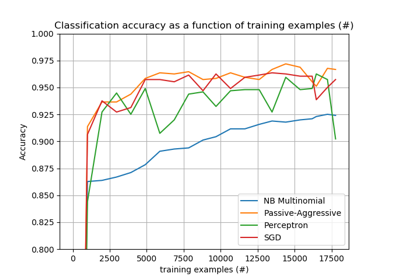 Classification accuracy as a function of training examples (#)
1.000
0.975
0.950
0.925
0.900
0.875
0.850
0.825
0.800
Accuracy
NB Multinomial
Passive-Aggressive
Perceptron
SGD
0 2500 5000 7500 10000 12500 15000 17500
training examples (#)